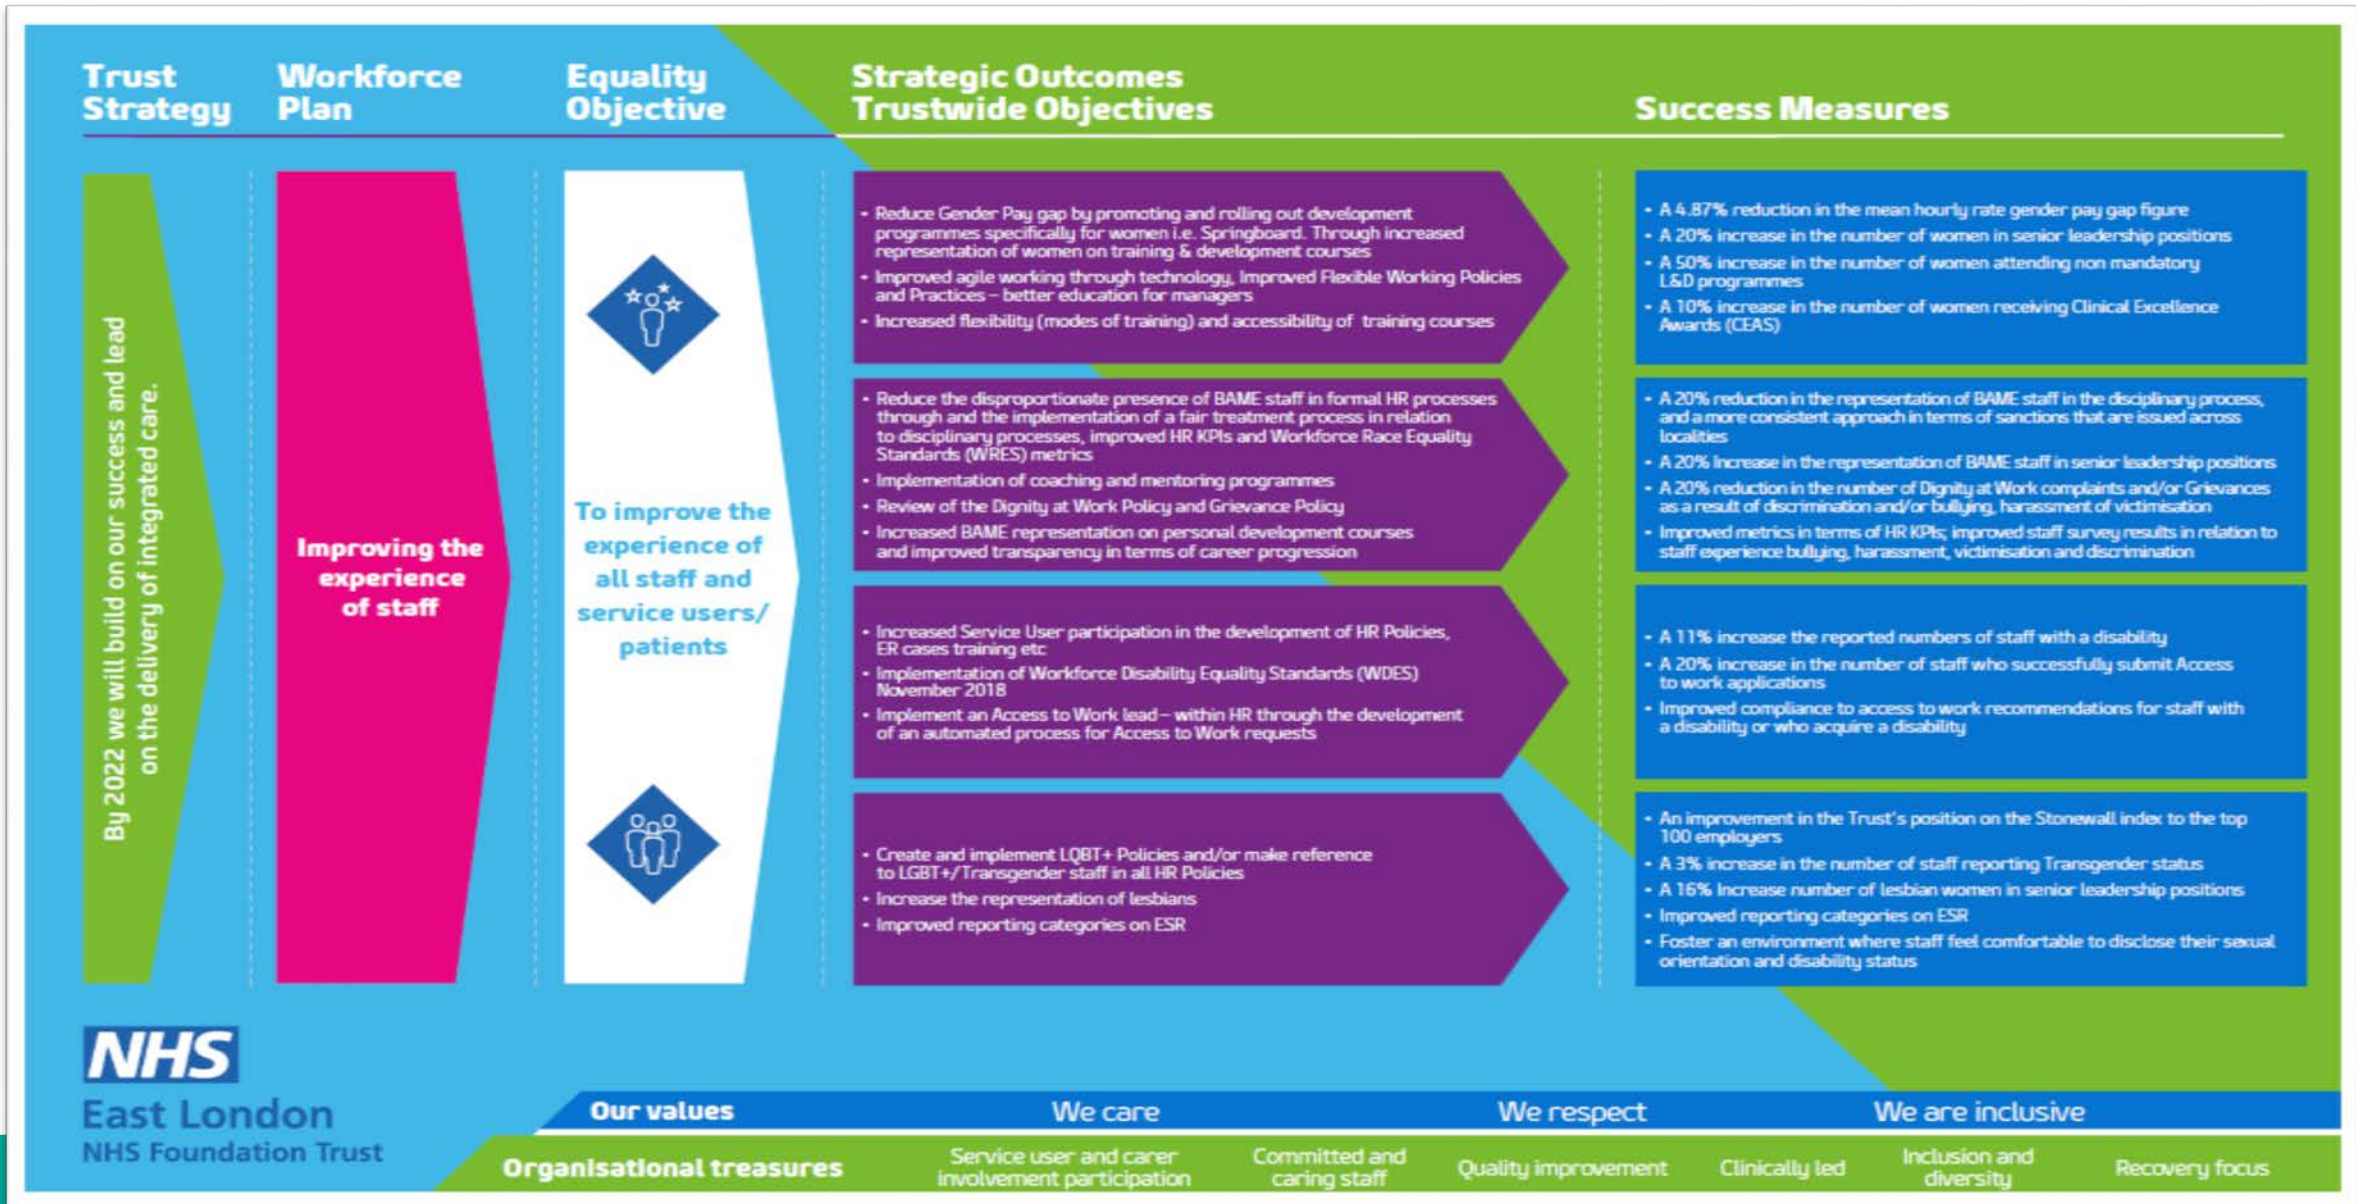 Trust
Strategy
Workforce
Plan
Equality
Objective
Strategic Outcomes
Trustwide Objectives
Success Measures
By 2022 we will build on our success and lead
on the delivery of integrated care.
Improving the
experience
of staff
To improve the
experience of
all staff and
service users/
patients
• Reduce Gender Pay gap by promoting and rolling out development
programmes specifically for women i.e. Springboard. Through increased
representation of women on training & development courses
• Improved agile working through technology, Improved Flexible Working Policies
and Practices – better education for managers
• Increased flexibility (modes of training) and accessibility of training courses
• A 4.87% reduction in the mean hourly rate gender pay gap figure
• A 20% increase in the number of women in senior leadership positions
• A 50% increase in the number of women attending non mandatory
L&D programmes
• A 10% increase in the number of women receiving Clinical Excellence
Awards (CEAS)
• Reduce the disproportionate presence of BAME staff in formal HR processes
through and the implementation of a fair treatment process in relation
to disciplinary processes, improved HR KPIs and Workforce Race Equality
Standards (WRES) metrics
• Implementation of coaching and mentoring programmes
• Review of the Dignity at Work Policy and Grievance Policy
• Increased BAME representation on personal development courses
and improved transparency in terms of career progression
• A 20% reduction in the representation of BAME staff in the disciplinary process,
and a more consistent approach in terms of sanctions that are issued across
localities
• A 20% Increase in the representation of BAME staff in senior leadership positions
• A 20% reduction in the number of Dignity at Work complaints and/or Grievances
as a result of discrimination and/or bullying, harassment of victimisation
• Improved metrics in terms of HR KPIs; improved staff survey results in relation to
staff experience bullying, harassment, victimisation and discrimination
• Increased Service User participation in the development of HR Policies,
ER cases training etc
• Implementation of Workforce Disability Equality Standards (WDES)
November 2018
• Implement an Access to Work lead – within HR through the development
of an automated process for Access to Work requests
• A 11% increase the reported numbers of staff with a disability
• A 20% increase in the number of staff who successfully submit Access
to work applications
• Improved compliance to access to work recommendations for staff with
a disability or who acquire a disability
• Create and implement LQBT+ Policies and/or make reference
to LGBT+/Transgender staff in all HR Policies
• Increase the representation of lesbians
• Improved reporting categories on ESR
• An improvement in the Trust's position on the Stonewall index to the top
100 employers
• A 3% increase in the number of staff reporting Transgender status
• A 16% Increase number of lesbian women in senior leadership positions
• Improved reporting categories on ESR
• Foster an environment where staff feel comfortable to disclose their sexual
orientation and disability status
NHS
East London
NHS Foundation Trust
Our values
We care
We respect
We are inclusive
Organisational treasures
Service user and carer
involvement participation
Committed and
caring staff
Quality improvement
Clinically led
Inclusion and
diversity
Recovery focus